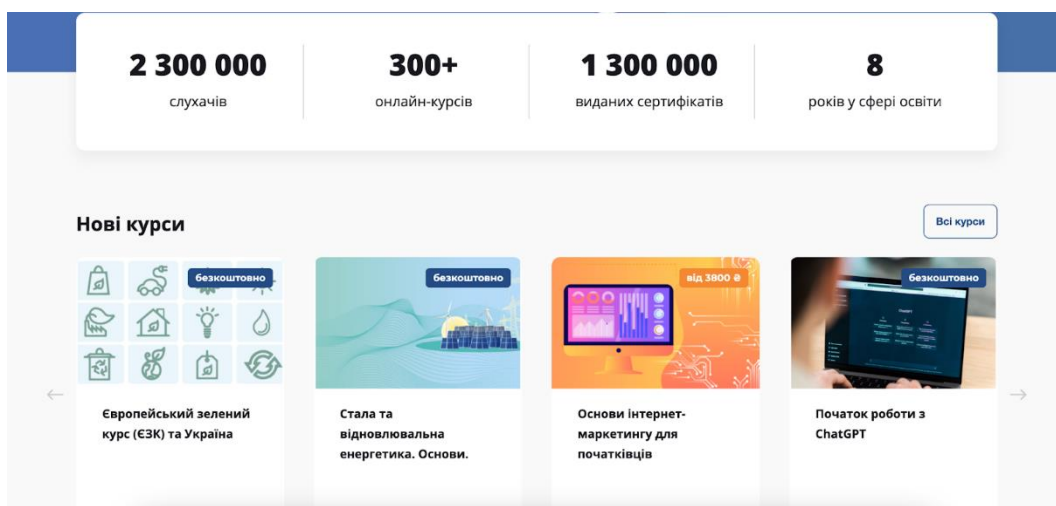 2 300 000
слухачів
300+
онлайн-курсів
1 300 000
виданих сертифікатів
8
років у сфері освіти
Нові курси
Всі курси
безкоштовно
Європейський зелений
курс (ЄЗК) та Україна
безкоштовно
Стала та
відновлювальна
енергетика. Основи.
від 3800 ₴
Основи інтернет-
маркетингу для
початківців
безкоштовно
ChatGPT
Початок роботи з
ChatGPT